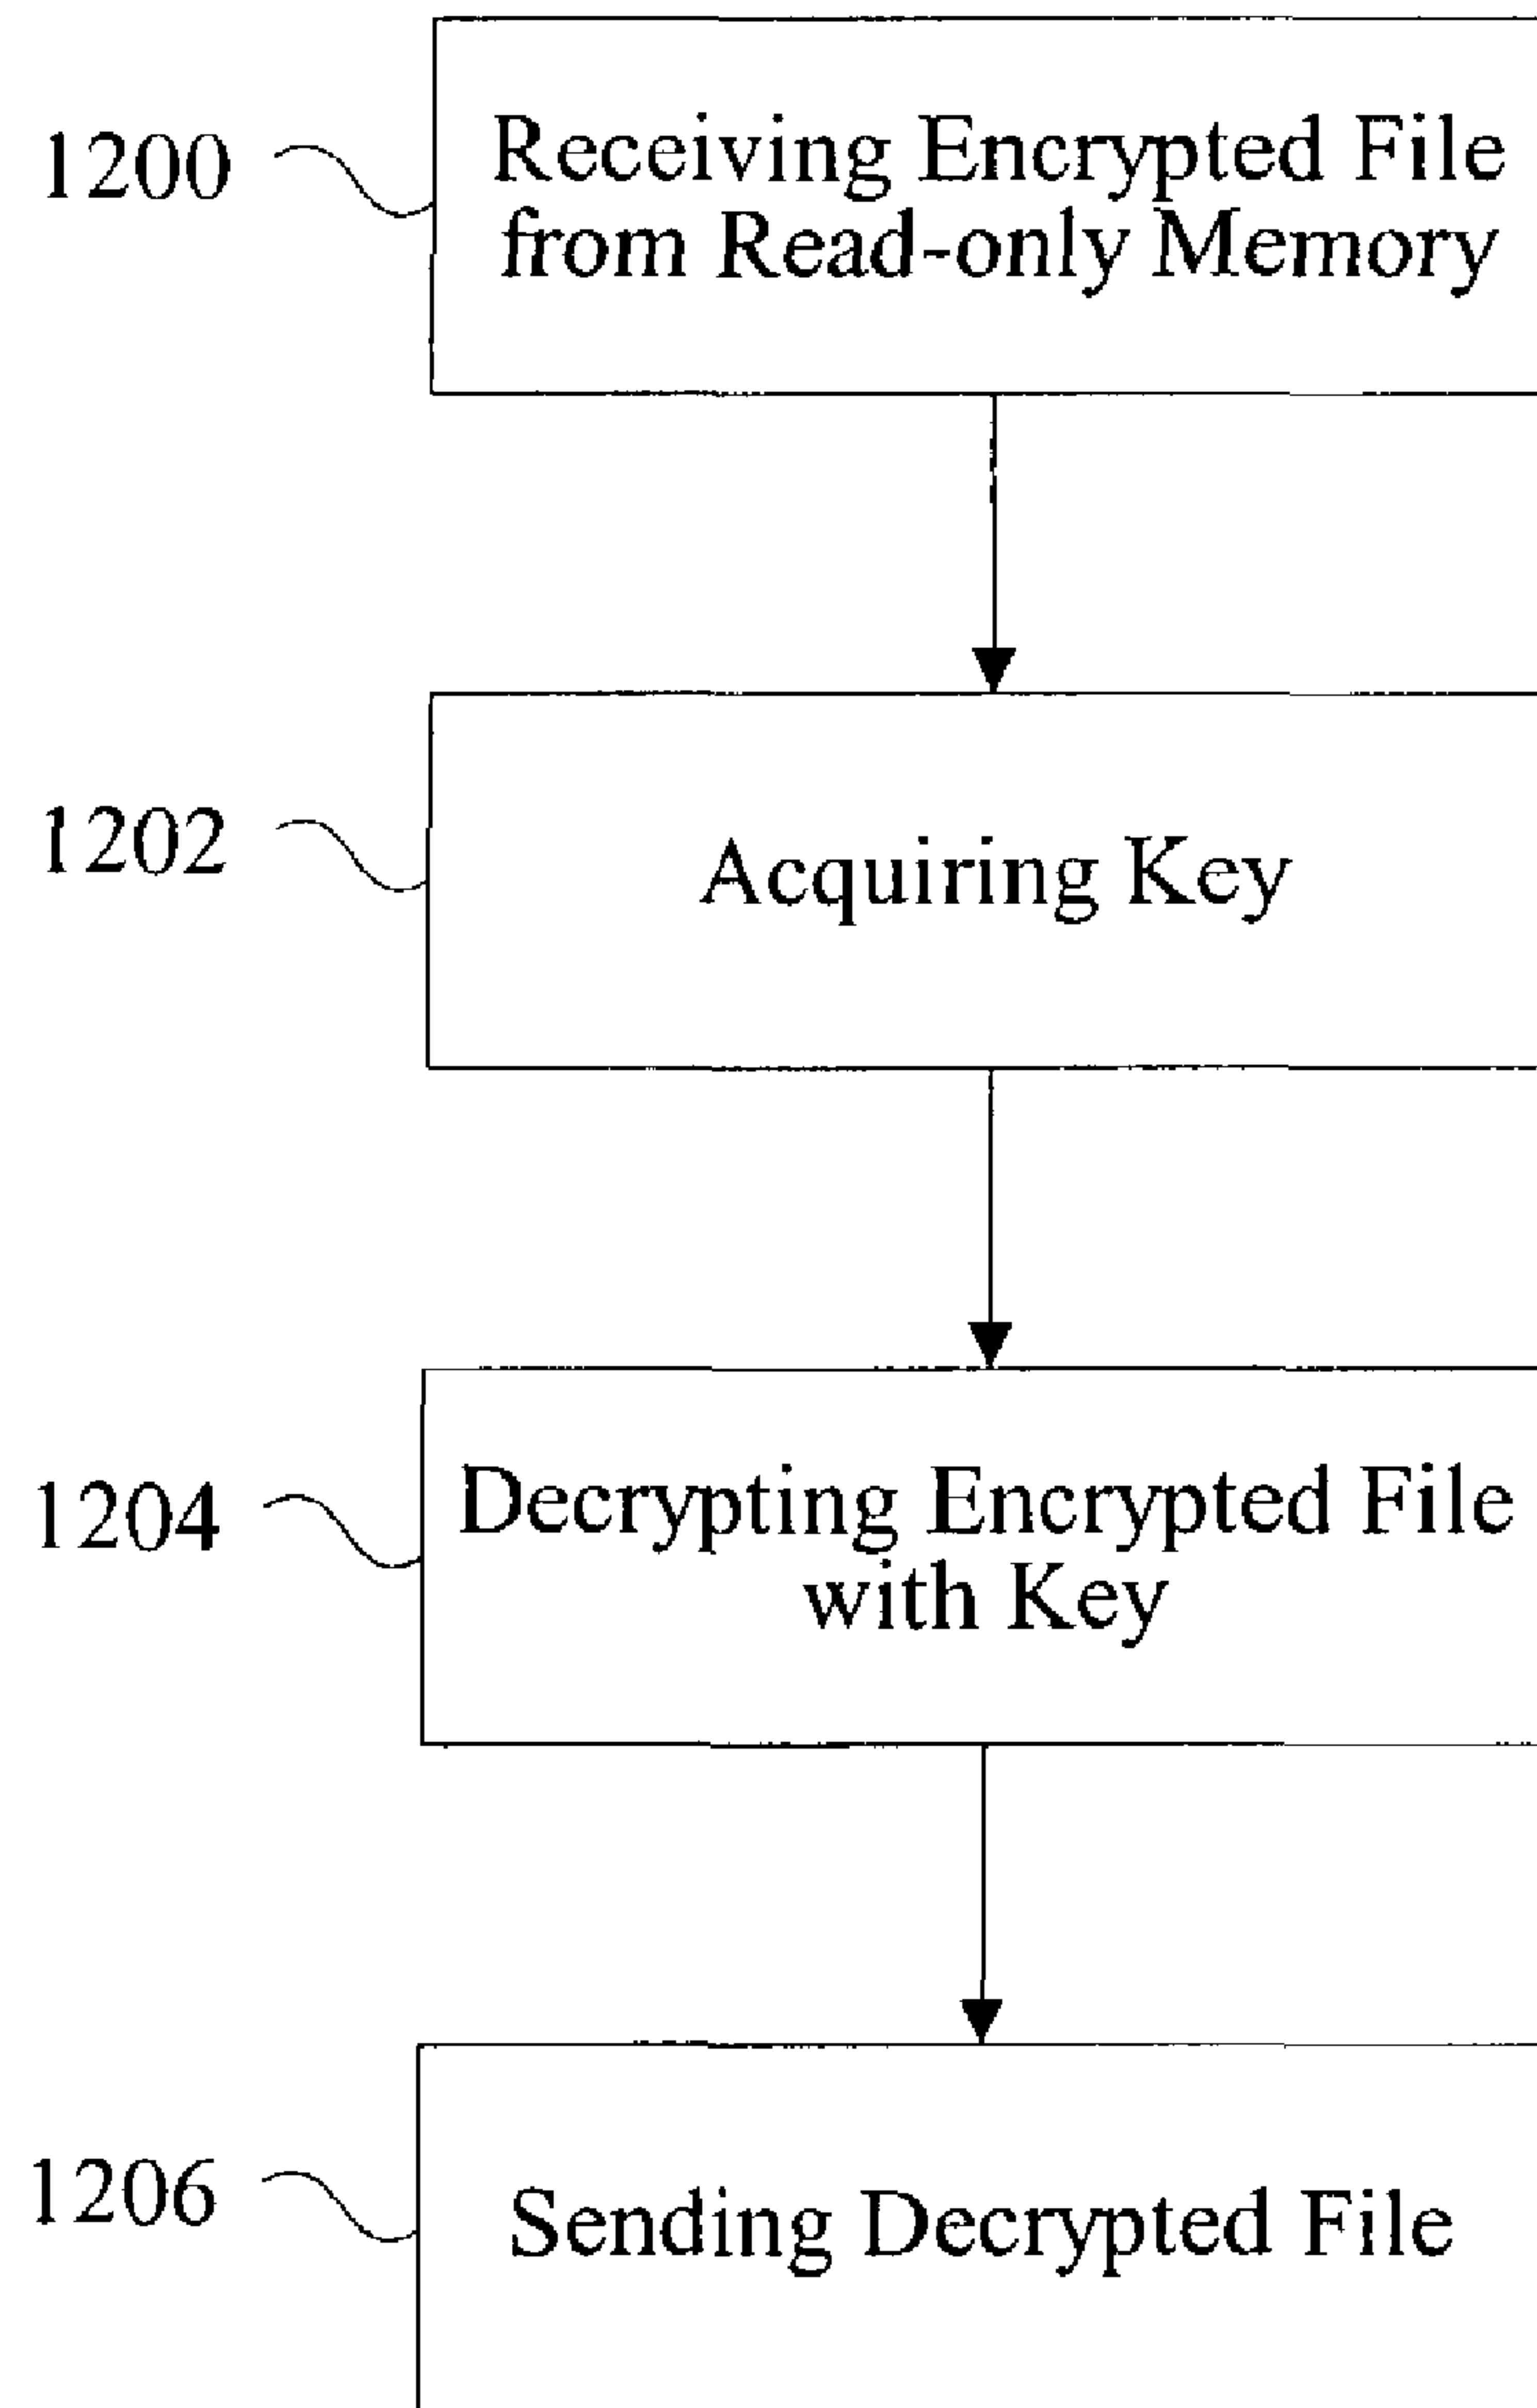 1200
Receiving Encrypted File
from Read-only Memory
1202
Acquiring Key
1204
Decrypting Encrypted File
with Key
1206
Sending Decrypted File